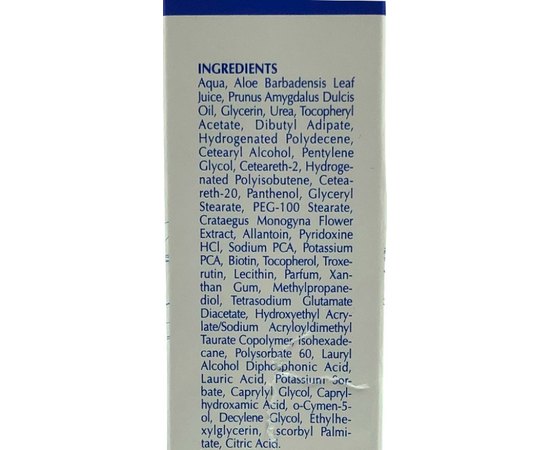 INGREDIENTS
Aqua, Aloe Barbadensis Leaf
Juice, Prunus Amygdalus Dulcis
Oil, Glycerin, Urea, Tocopheryl
Acetate, Dibutyl Adipate,
Hydrogenated Polydecene,
Cetearyl Alcohol, Pentylene
Glycol, Ceteareth-2, Hydroge-
nated Polyisobutene, Cetea-
reth-20, Panthenol, Glyceryl
Stearate, PEG-100 Stearate,
Crataegus Monogyna Flower
Extract, Allantoin, Pyridoxine
HCl, Sodium PCA, Potassium
PCA, Biotin, Tocopherol, Troxe-
rutin, Lecithin, Parfum, Xan-
than Gum, Methylpropane-
diol, Tetrasodium Glutamate
Diacetate, Hydroxyethyl Acry-
late/Sodium Acryloyldimethyl
Taurate Copolymer, Isohexade-
cane, Polysorbate 60, Lauryl
Alcohol Diphosphonic Acid,
Lauric Acid, Potassium Sor-
bate, Caprylyl Glycol, Capryl-
hydroxamic Acid, o-Cymen-5-
ol, Decylene Glycol, Ethylhe-
xylglycerin, Ascorbyl Palmi-
tate, Citric Acid.